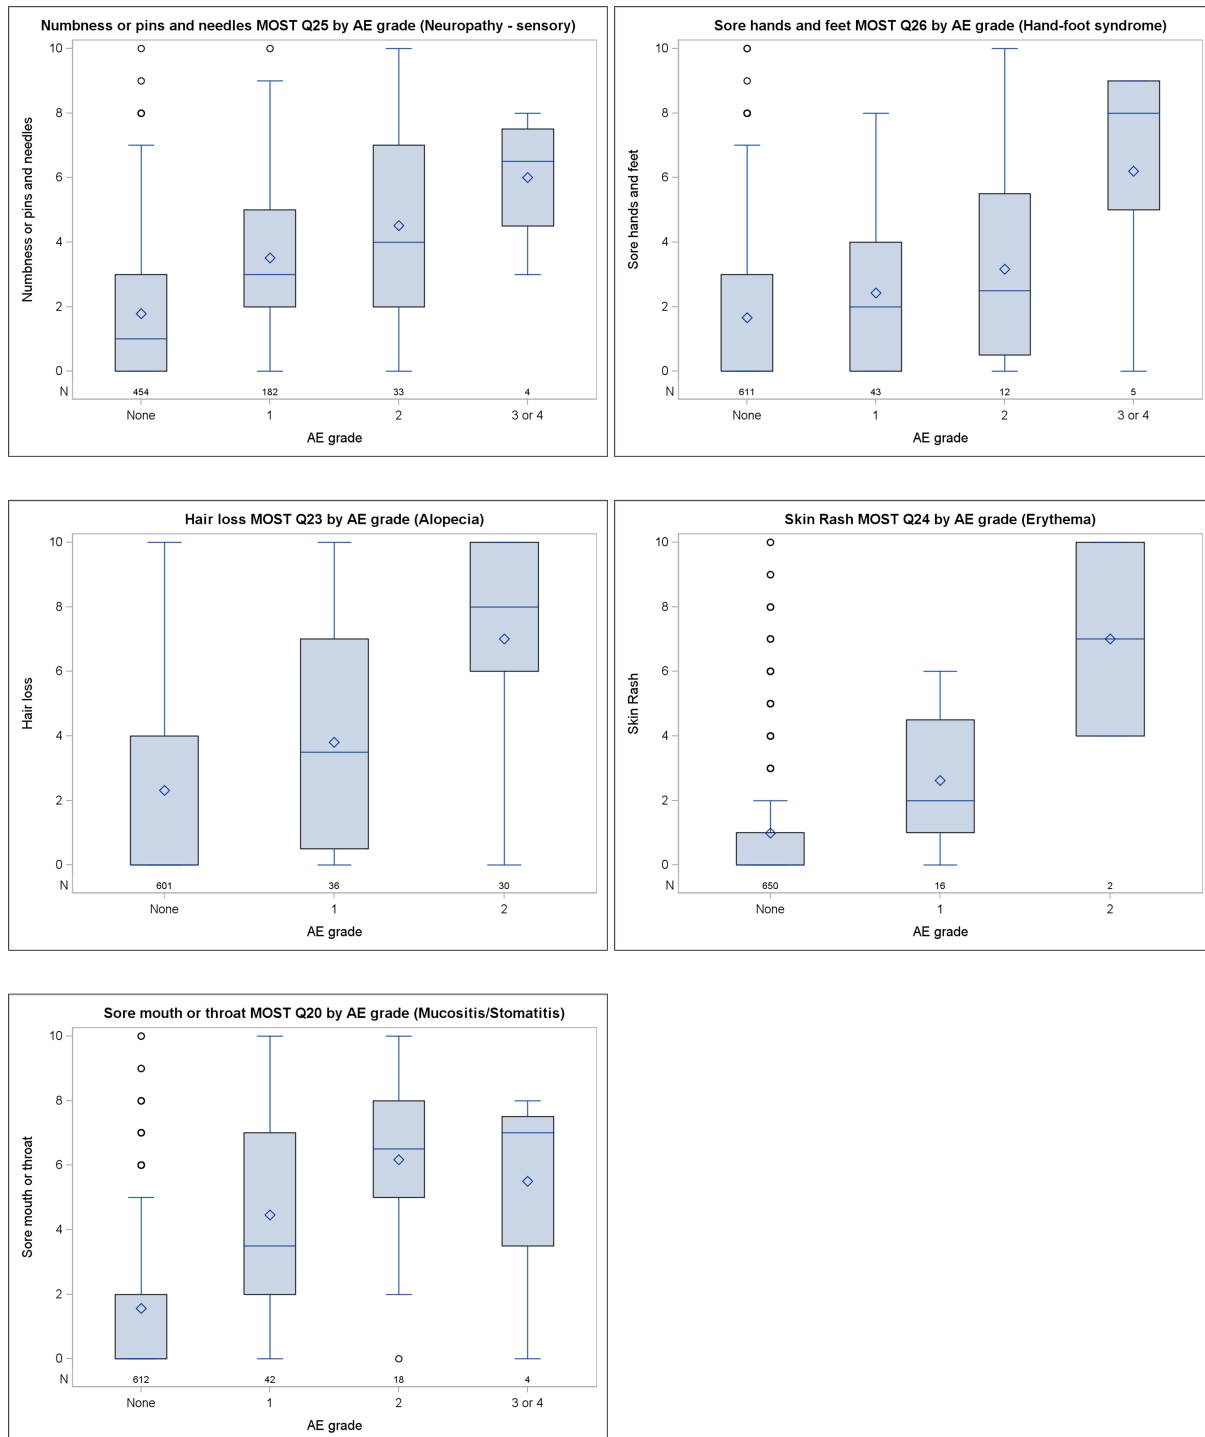 Numbness or pins and needles MOST Q25 by AE grade (Neuropathy - sensory)
Numbness or pins and needles
10
8
6
4
2
0
N
454 182 33 4
None 1 2 3 or 4
AE grade
Sore hands and feet MOST Q26 by AE grade (Hand-foot syndrome)
Sore hands and feet
10
8
6
4
2
0
N
611 43 12 5
None 1 2 3 or 4
AE grade
Hair loss MOST Q23 by AE grade (Alopecia)
Hair loss
10
8
6
4
2
0
N
601 36 30
None 1 2
AE grade
Skin Rash MOST Q24 by AE grade (Erythema)
Skin Rash
10
8
6
4
2
0
N
650 16 2
None 1 2
AE grade
Sore mouth or throat MOST Q20 by AE grade (Mucositis/Stomatitis)
Sore mouth or throat
10
8
6
4
2
0
N
612 42 18 4
None 1 2 3 or 4
AE grade